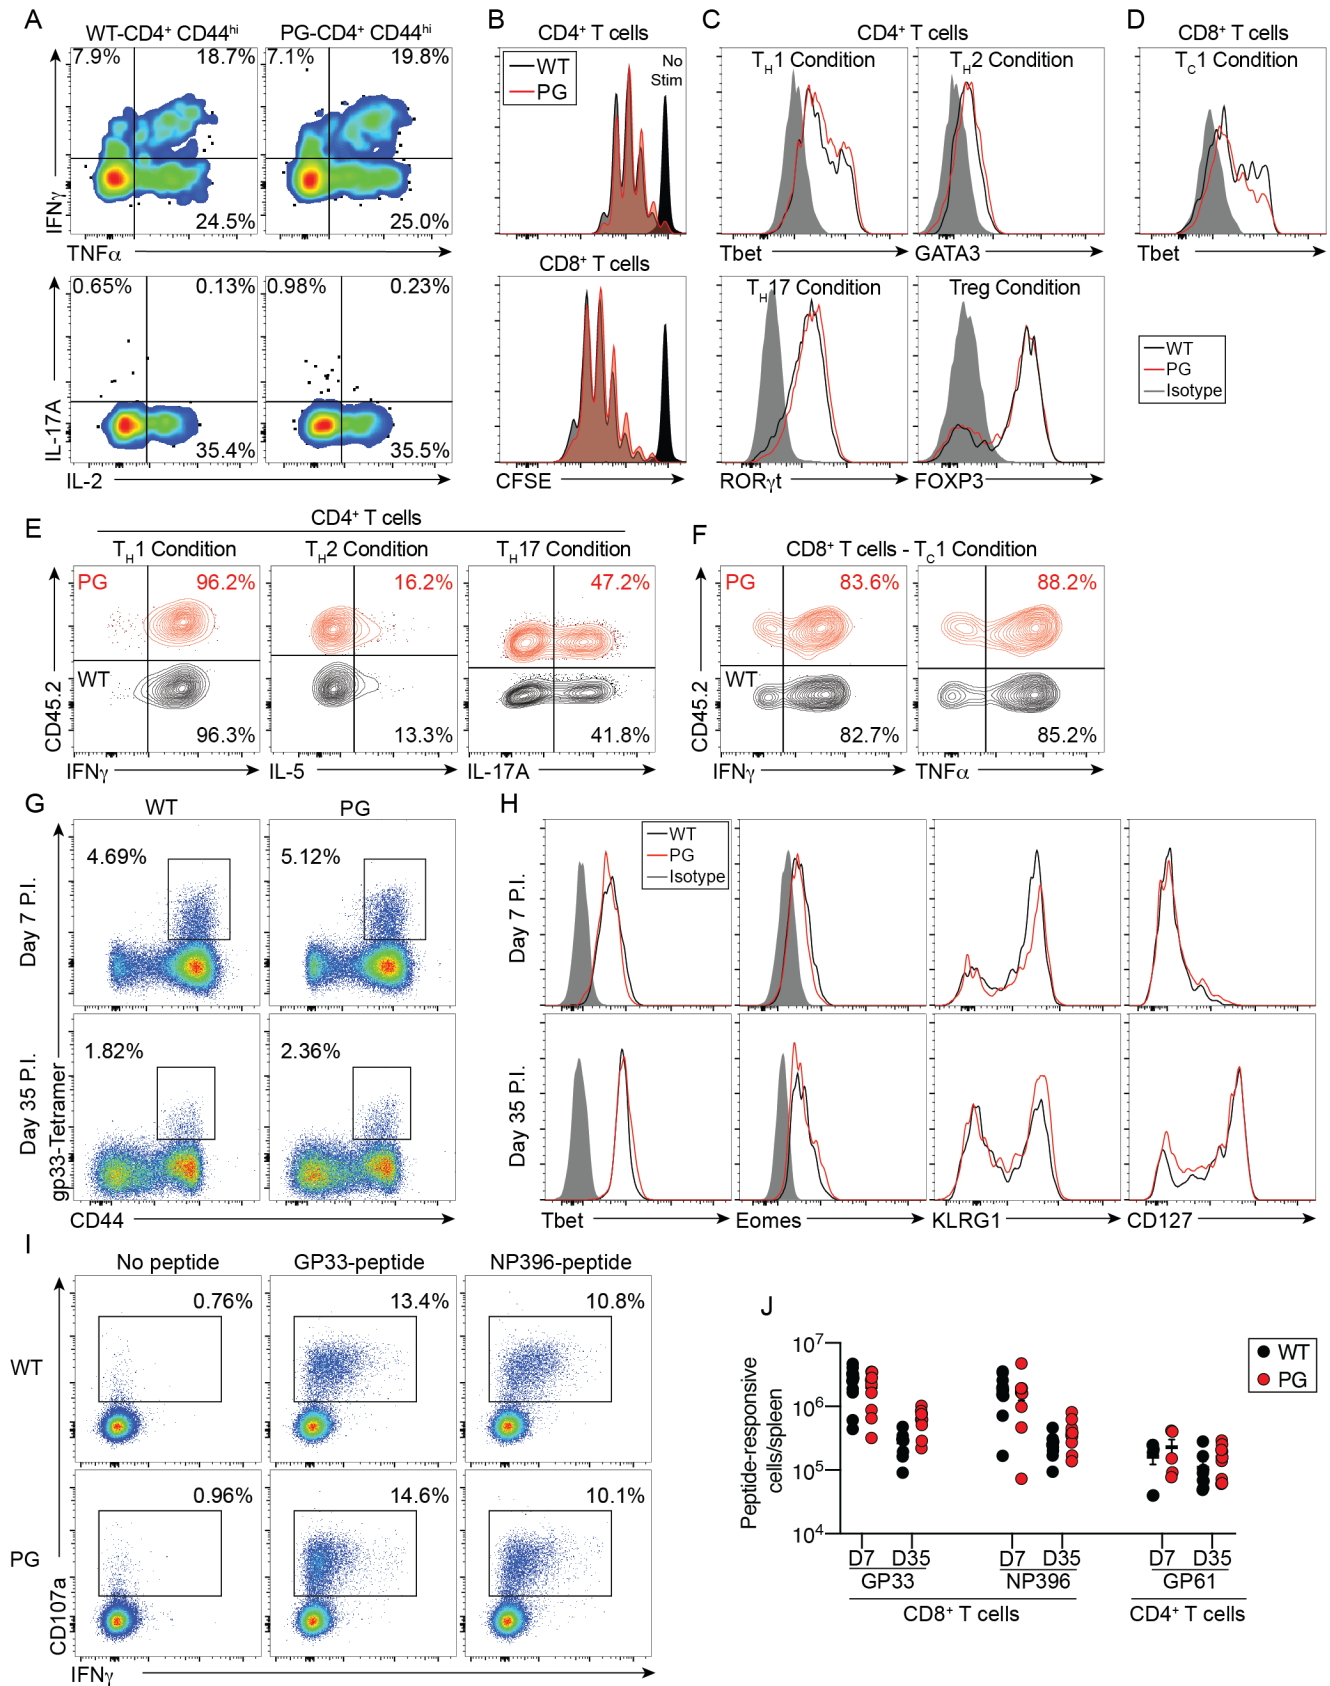 A
WT-CD4+ CD44hi
PG-CD4+ CD44hi
7.9%
18.7%
7.1%
19.8%
24.5%
25.0%
IFNγ
TNFα
0.65%
0.13%
0.98%
0.23%
35.4%
35.5%
IL-17A
IL-2
B
CD4+ T cells
WT
PG
No
Stim
CD8+ T cells
CFSE
C
CD4+ T cells
TH1 Condition
TH2 Condition
Tbet
GATA3
TH17 Condition
Treg Condition
RORγt
FOXP3
D
CD8+ T cells
TC1 Condition
Tbet
WT
PG
Isotype
E
CD4+ T cells
TH1 Condition
TH2 Condition
TH17 Condition
PG
96.2%
16.2%
47.2%
WT
96.3%
13.3%
41.8%
CD45.2
IFNγ
IL-5
IL-17A
F
CD8+ T cells - TC1 Condition
PG
83.6%
88.2%
WT
82.7%
85.2%
CD45.2
IFNγ
TNFα
G
WT
PG
Day 7 P.I.
4.69%
5.12%
Day 35 P.I.
1.82%
2.36%
gp33-Tetramer
CD44
H
WT
PG
Isotype
Day 7 P.I.
Day 35 P.I.
Tbet
Eomes
KLRG1
CD127
I
No peptide
GP33-peptide
NP396-peptide
WT
0.76%
13.4%
10.8%
PG
0.96%
14.6%
10.1%
CD107a
IFNγ
J
Peptide-responsive
cells/spleen
10^7
10^6
10^5
10^4
WT
PG
D7
D35
D7
D35
D7
D35
GP33
NP396
GP61
CD8+ T cells
CD4+ T cells